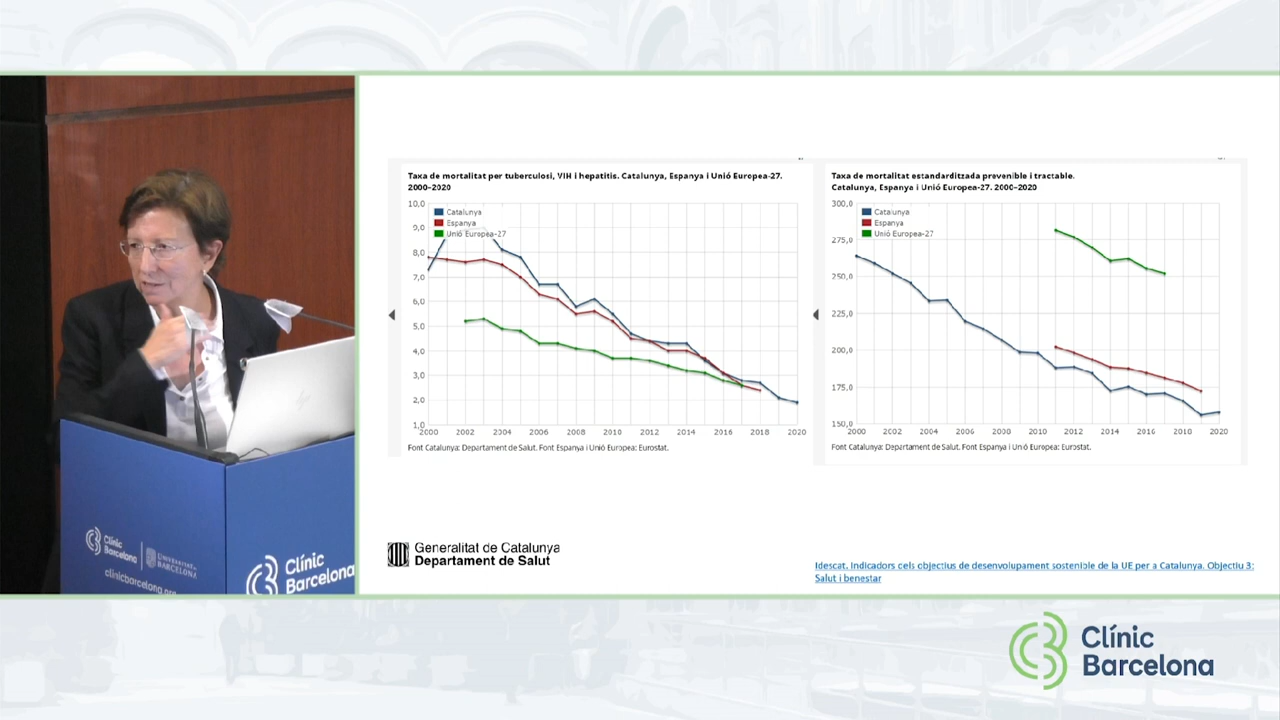 Taxa de mortalitat per tuberculosi, VIH i hepatitis. Catalunya, Espanya i Unió Europea-27.
2000-2020
10,0
9,0
8,0
7,0
6,0
5,0
4,0
3,0
2,0
1,0
Catalunya
Espanya
Unió Europea-27
2000 2002 2004 2006 2008 2010 2012 2014 2016 2018 2020
Font Catalunya: Departament de Salut. Font Espanya i Unió Europea: Eurostat.
Taxa de mortalitat estandarditzada prevenible i tractable.
Catalunya, Espanya i Unió Europea-27. 2000-2020
300,0
275,0
250,0
225,0
200,0
175,0
150,0
Catalunya
Espanya
Unió Europea-27
2000 2002 2004 2006 2008 2010 2012 2014 2016 2018 2020
Font Catalunya: Departament de Salut. Font Espanya i Unió Europea: Eurostat.
Generalitat de Catalunya
Departament de Salut
Idescat. Indicadors dels objectius de desenvolupament sostenible de la UE per a Catalunya. Objectiu 3:
Salut i benestar
Clínic
Barcelona
UNIVERSITAT DE
BARCELONA
clinicbarcelona.org
Clínic
Barcelona
Clínic
Barcelona